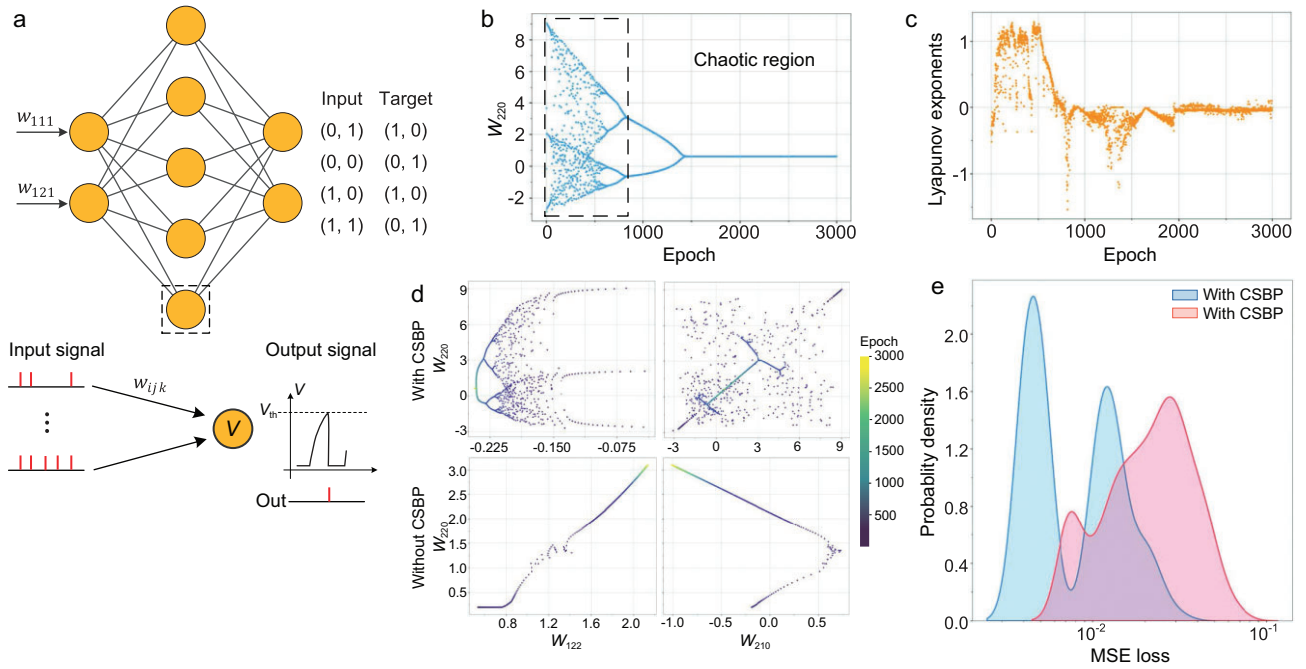 a
w111
w121
Input Target
(0, 1) (1, 0)
(0, 0) (0, 1)
(1, 0) (1, 0)
(1, 1) (0, 1)
Input signal
Output signal
wijk
V
V
Vth
Out
b
Chaotic region
W220
8
6
4
2
0
-2
0 1000 2000 3000
Epoch
c
Lyapunov exponents
1
0
-1
0 1000 2000 3000
Epoch
d
With CSBP
W220
9
6
3
0
-3
-0.225 -0.150 -0.075
-3 0 3 6 9
Without CSBP
W220
3.0
2.5
2.0
1.5
1.0
0.5
0.8 1.2 1.6 2.0
W122
-1.0 -0.5 0.0 0.5
W210
Epoch
3000
2500
2000
1500
1000
500
e
With CSBP
With CSBP
Probablity density
2.0
1.6
1.2
0.8
0.4
0.0
10-2 10-1
MSE loss